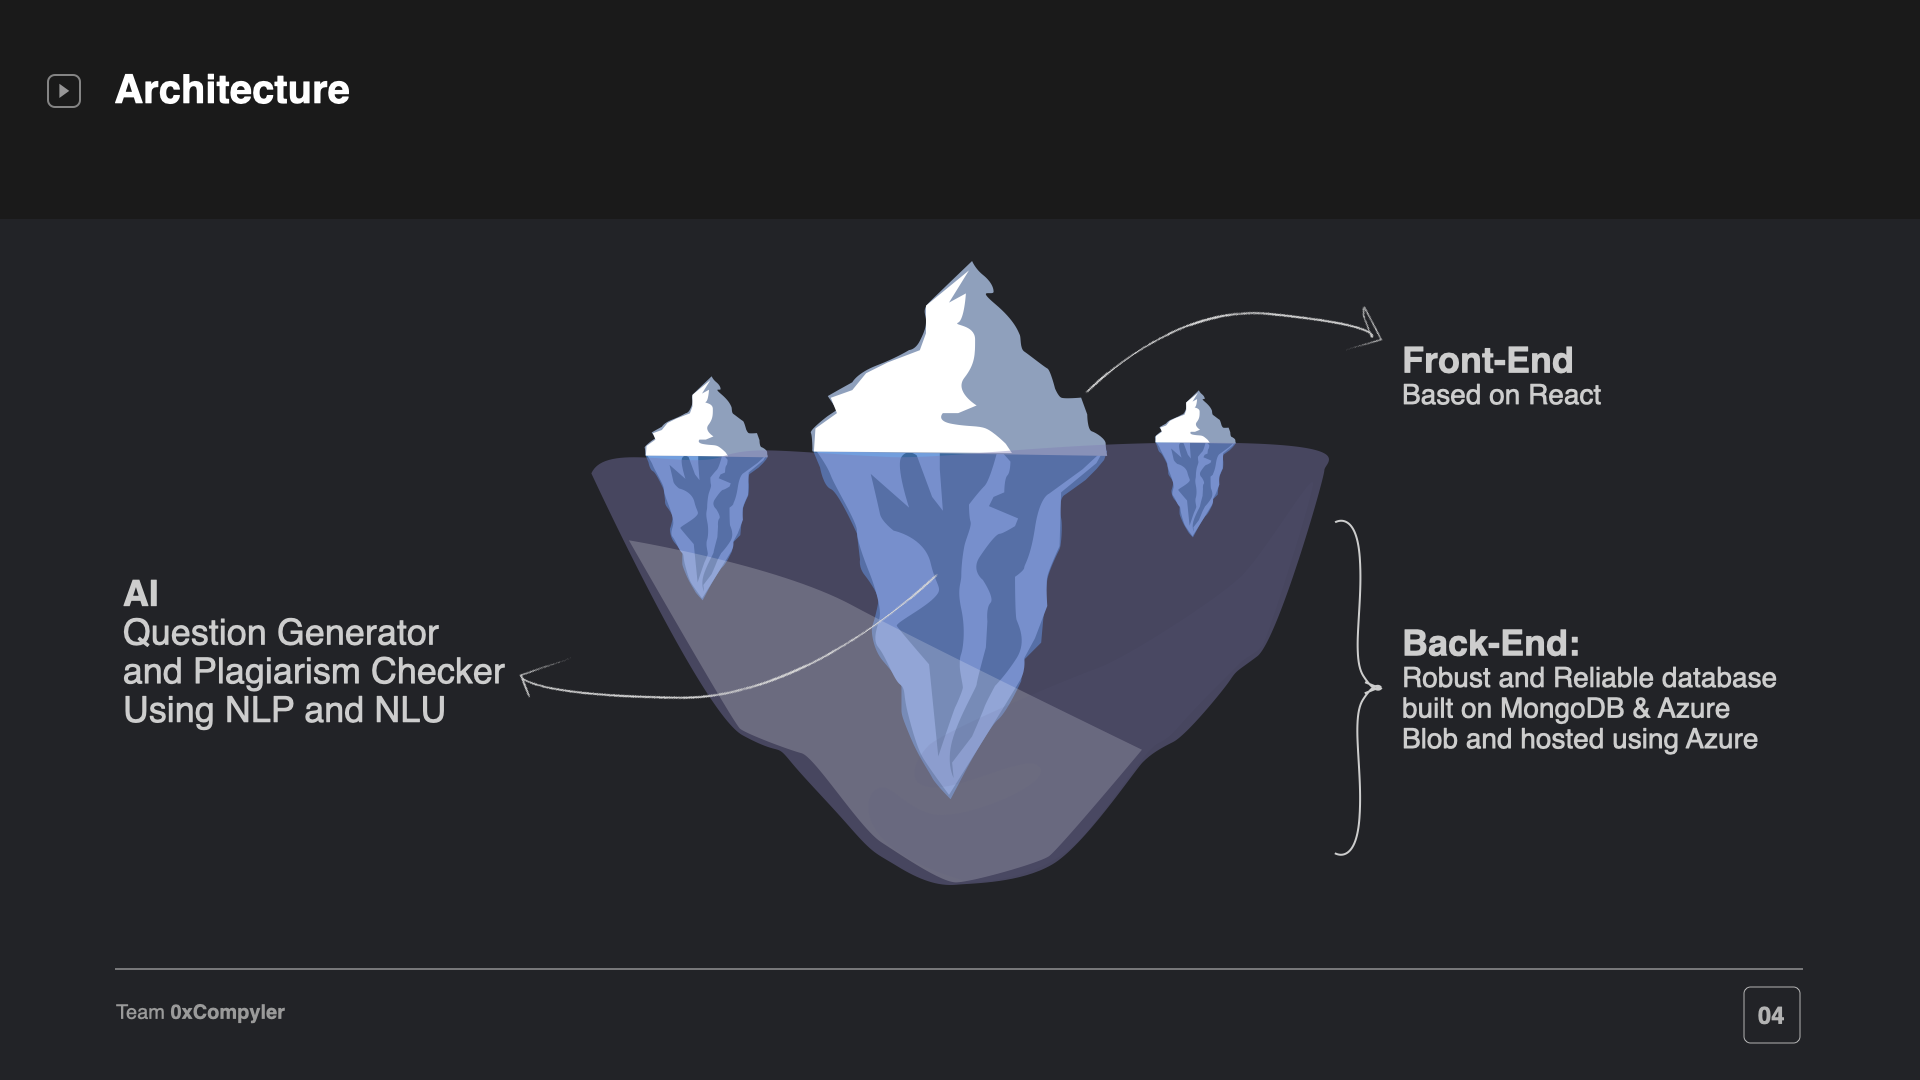 Architecture
Front-End
Based on React
AI
Question Generator
and Plagiarism Checker
Using NLP and NLU
Back-End:
Robust and Reliable database
built on MongoDB & Azure
Blob and hosted using Azure
Team 0xCompyler
04